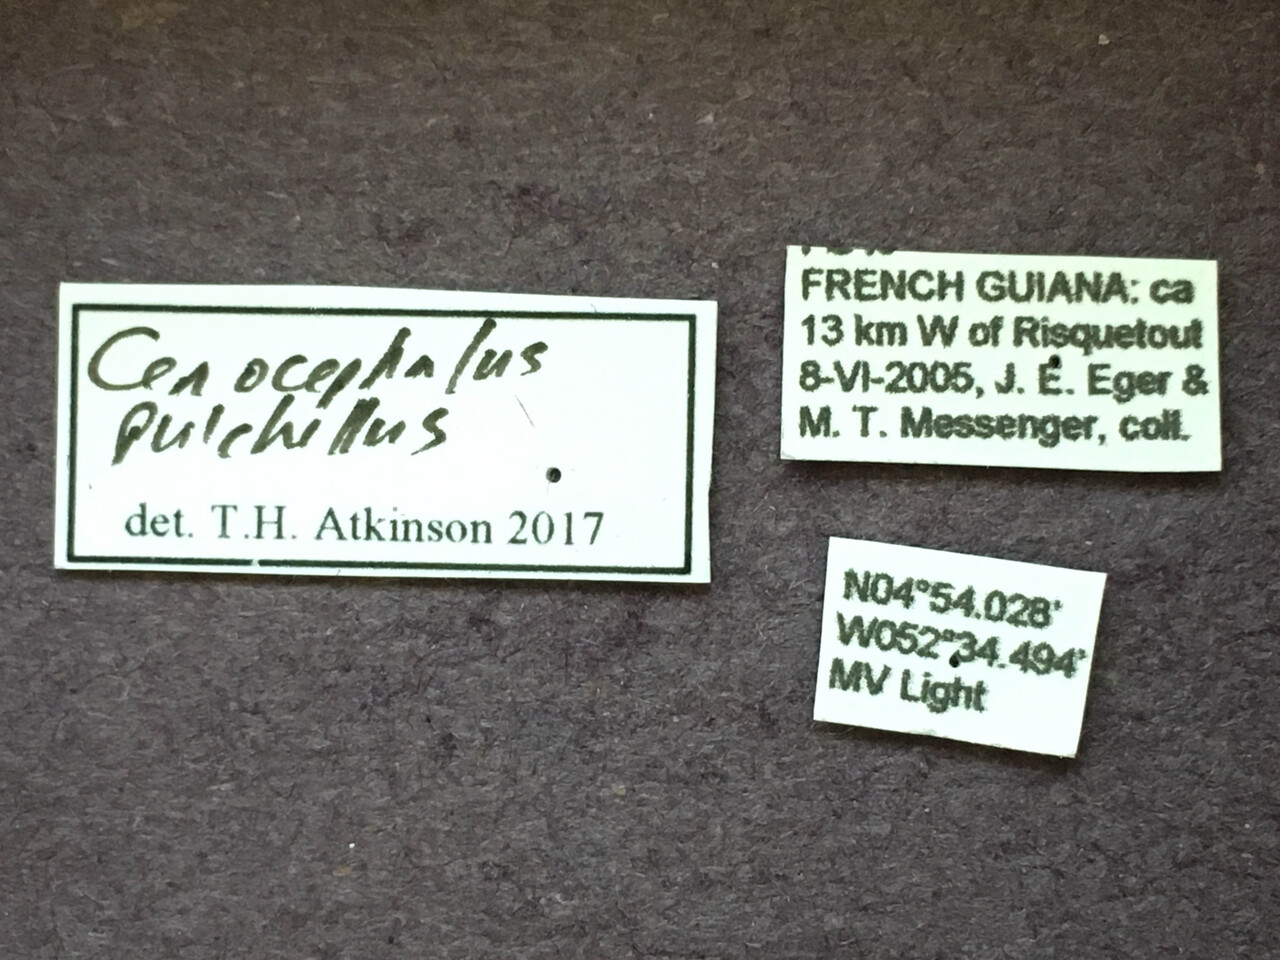 Cenocephalus
pulchellus
det. T.H. Atkinson 2017
FRENCH GUIANA: ca
13 km W of Risquetout
8-VI-2005, J. E. Eger &
M. T. Messenger, coll.
N04°54.028'
W052°34.494'
MV Light